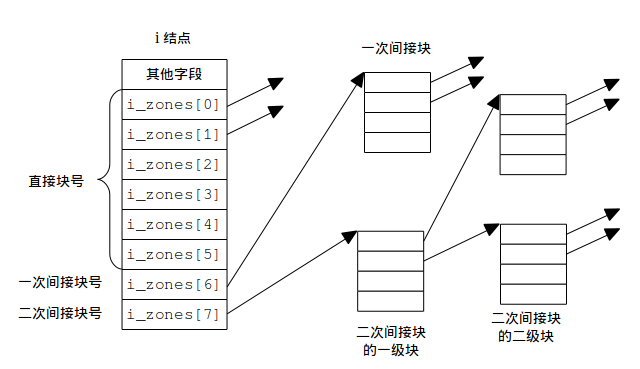 i 结点
其他字段
i_zones[0]
i_zones[1]
i_zones[2]
i_zones[3]
i_zones[4]
i_zones[5]
i_zones[6]
i_zones[7]
直接块号
一次间接块号
二次间接块号
一次间接块
二次间接块
的一级块
二次间接块
的二级块